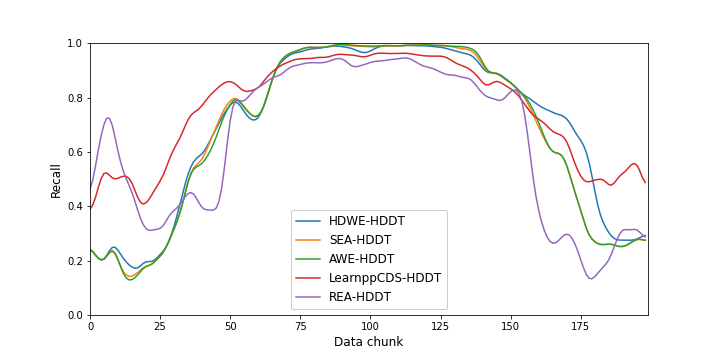 1.0
0.8
0.6
0.4
0.2
0.0
Recall
0
25
50
75
100
125
150
175
Data chunk
HDWE-HDDT
SEA-HDDT
AWE-HDDT
LearnppCDS-HDDT
REA-HDDT